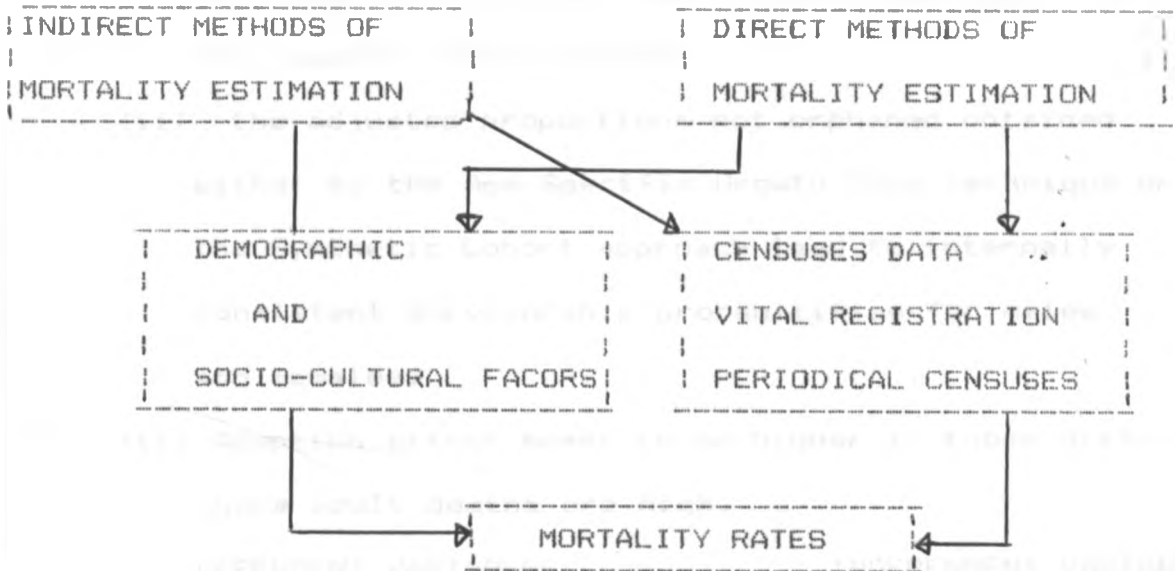 INDIRECT METHODS OF
MORTALITY ESTIMATION
DIRECT METHODS OF
MORTALITY ESTIMATION
DEMOGRAPHIC
AND
SOCIO-CULTURAL FACORS
CENSUSES DATA
VITAL REGISTRATION
PERIODICAL CENSUSES
MORTALITY RATES